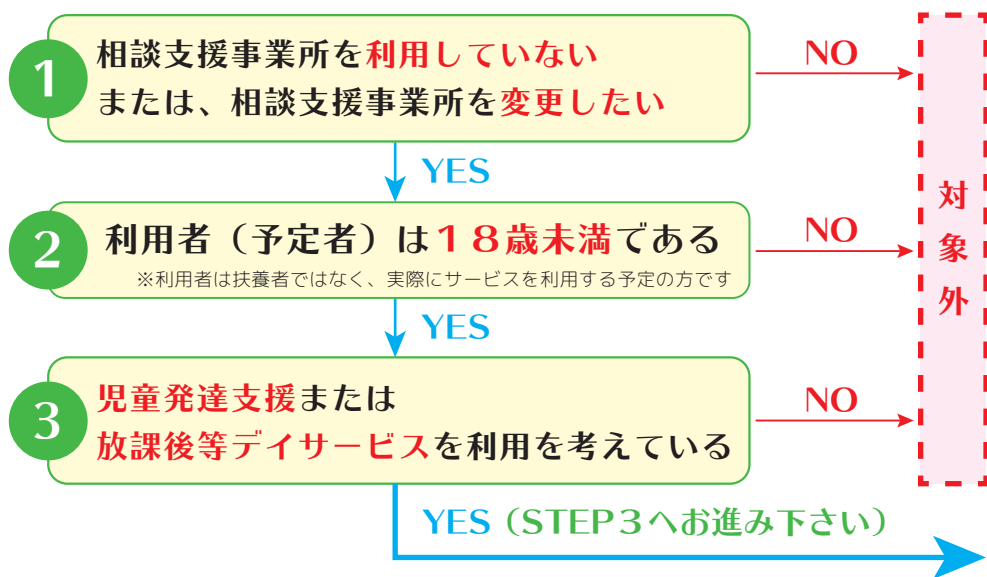 1
相談支援事業所を利用していない
または、相談支援事業所を変更したい
NO
YES
2
利用者（予定者）は１８歳未満である
※利用者は扶養者ではなく、実際にサービスを利用する予定の方です
NO
YES
3
児童発達支援または
放課後等デイサービスを利用を考えている
NO
対象外
YES（STEP３へお進み下さい）